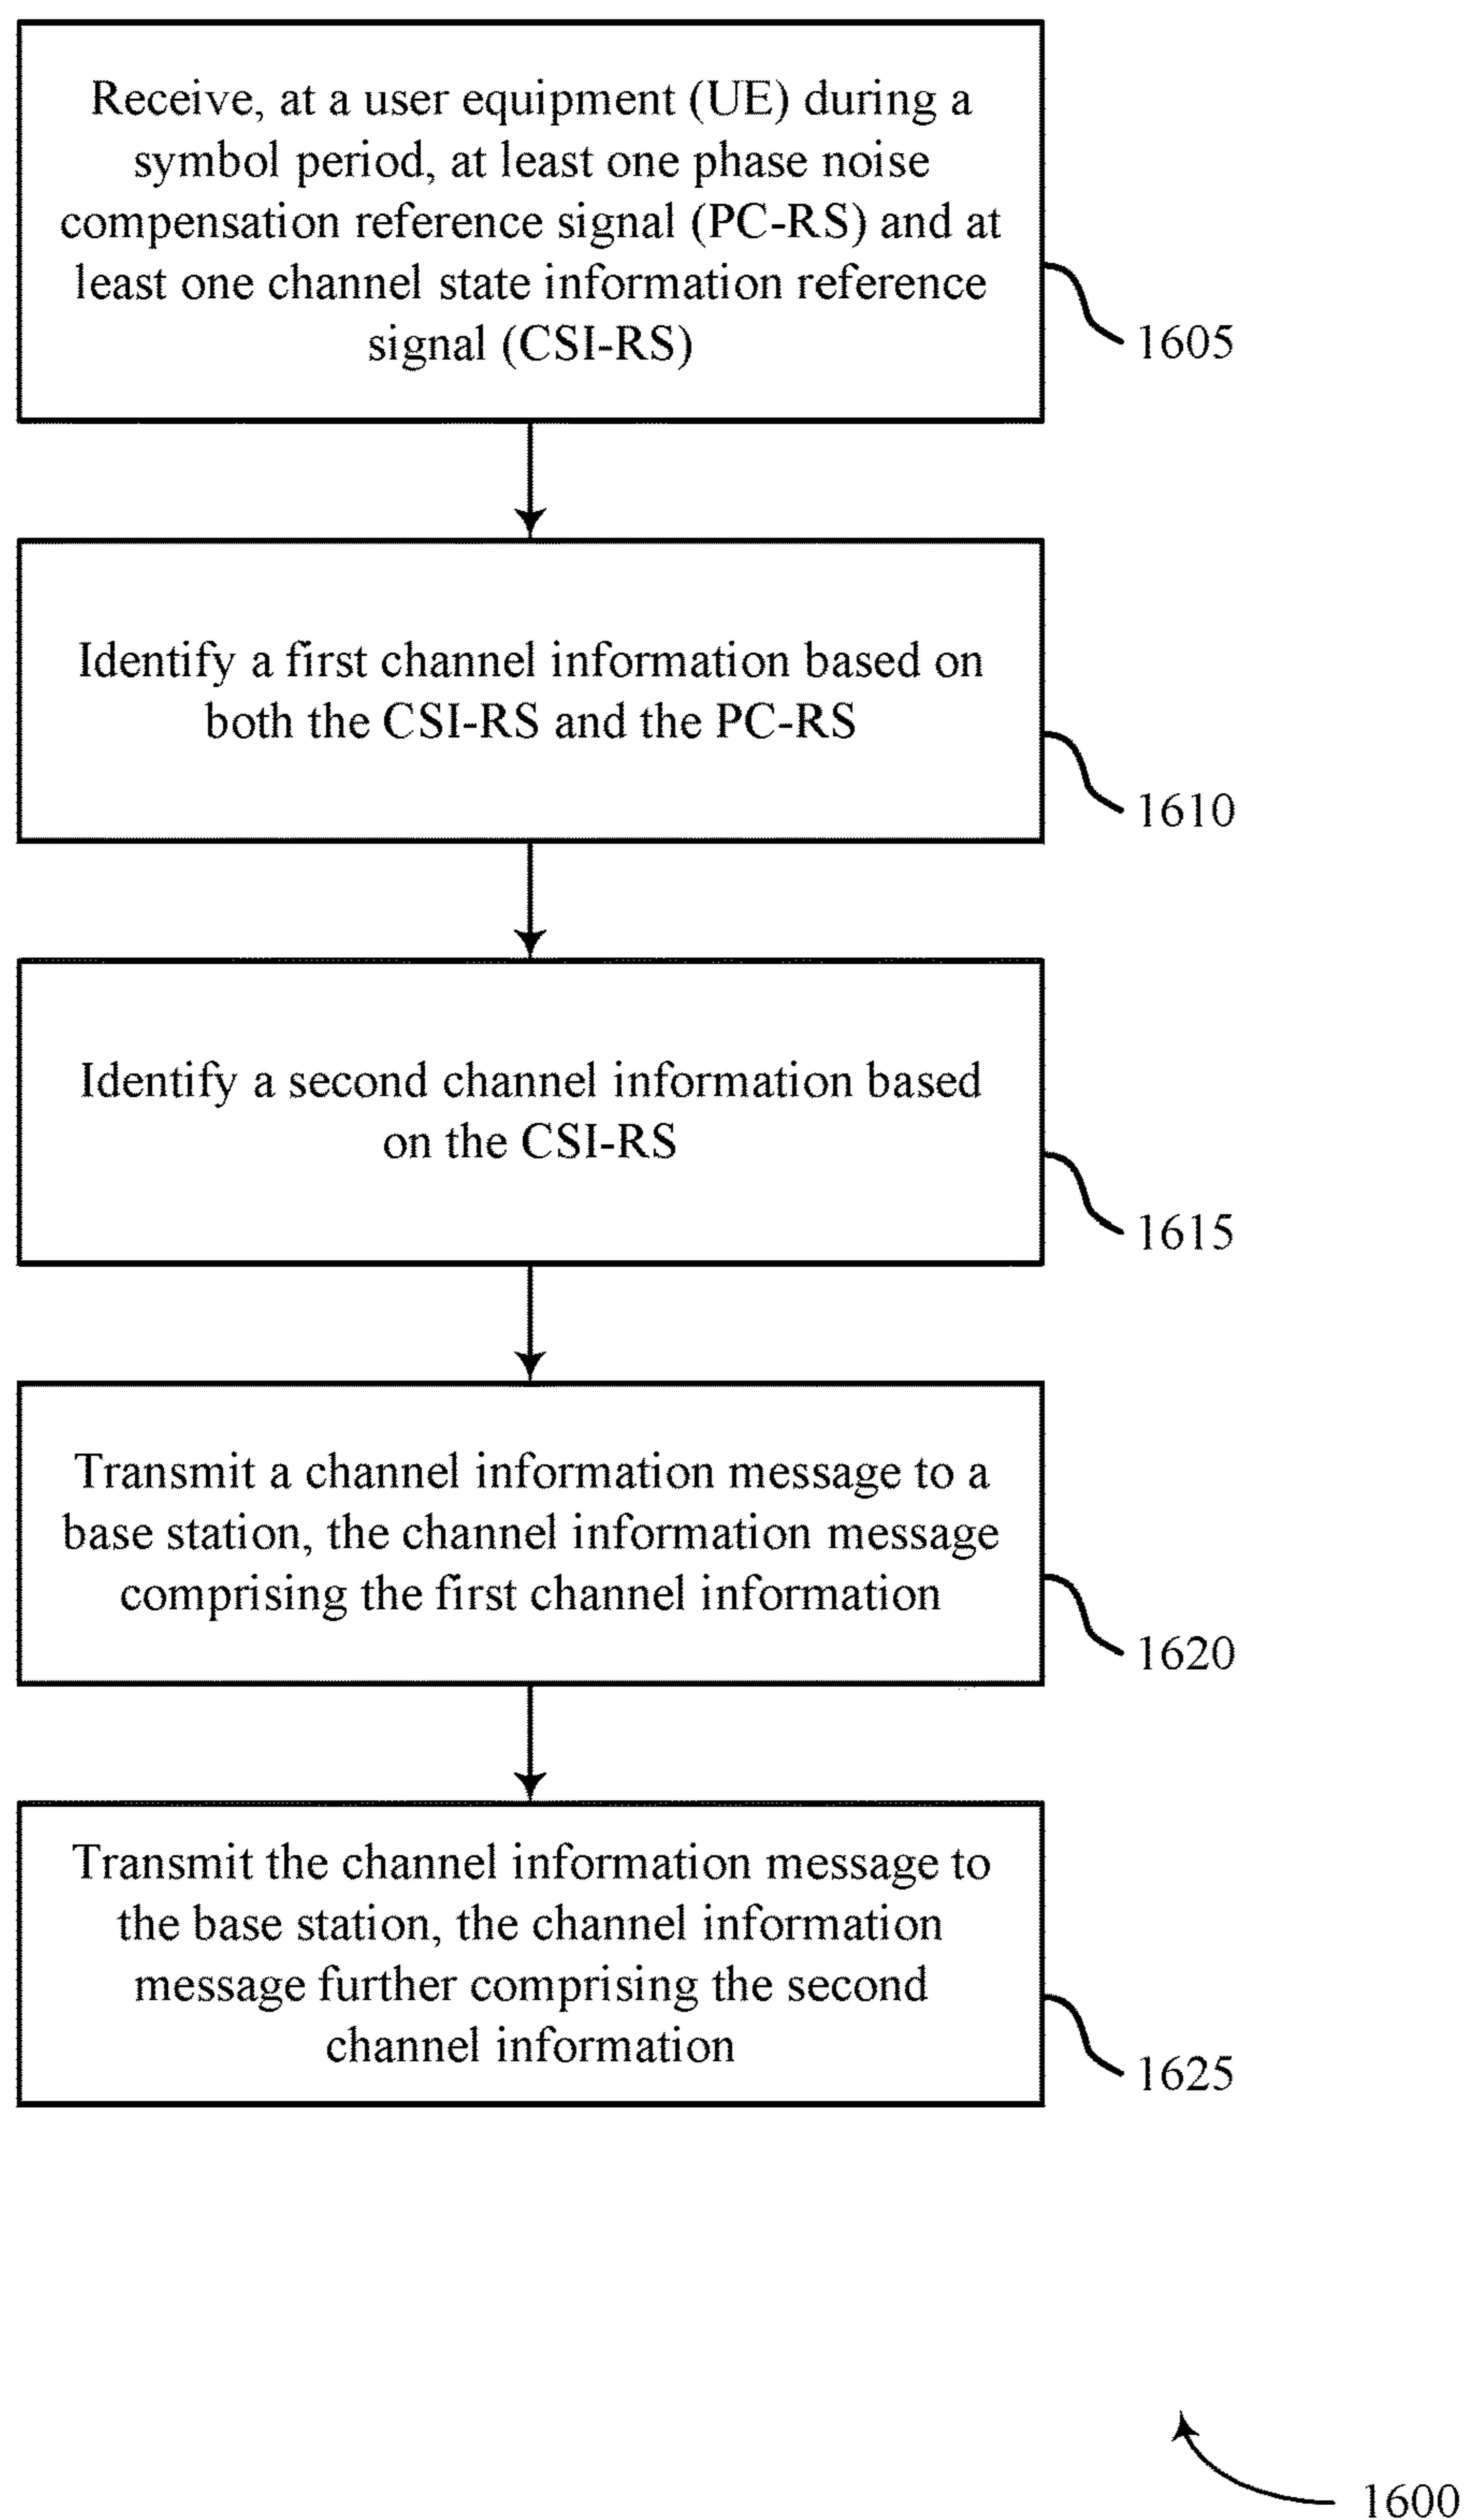 Receive, at a user equipment (UE) during a
symbol period, at least one phase noise
compensation reference signal (PC-RS) and at
least one channel state information reference
signal (CSI-RS)
1605
Identify a first channel information based on
both the CSI-RS and the PC-RS
1610
Identify a second channel information based
on the CSI-RS
1615
Transmit a channel information message to a
base station, the channel information message
comprising the first channel information
1620
Transmit the channel information message to
the base station, the channel information
message further comprising the second
channel information
1625
1600